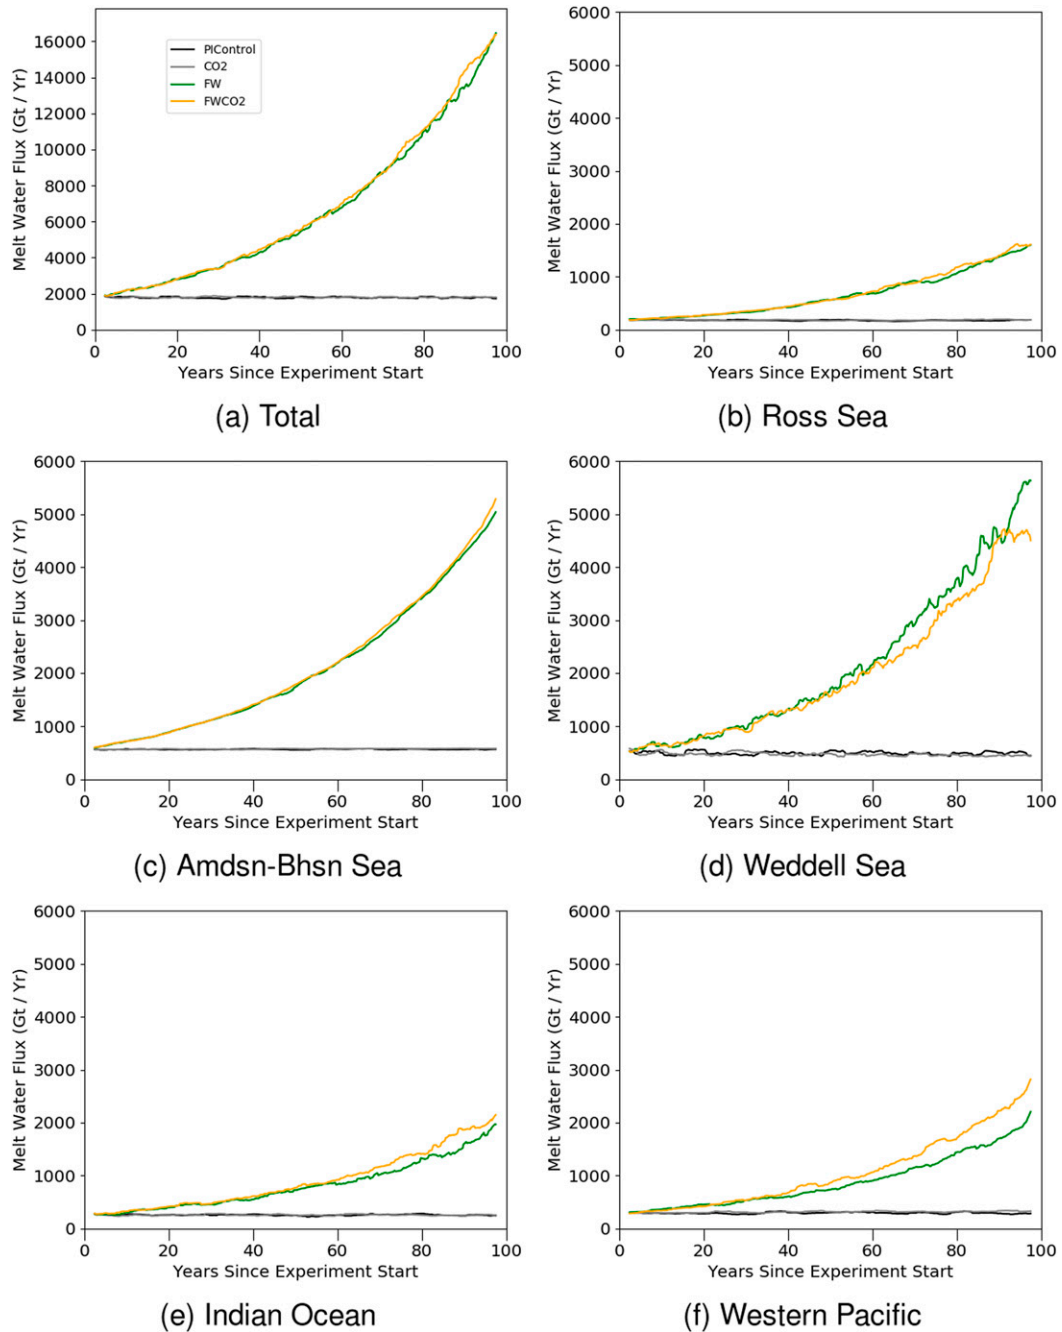 16000
14000
12000
10000
8000
6000
4000
2000
0
Melt Water Flux (Gt / Yr)
PIControl
CO2
FW
FWCO2
0 20 40 60 80 100
Years Since Experiment Start
(a) Total
6000
5000
4000
3000
2000
1000
0
Melt Water Flux (Gt / Yr)
0 20 40 60 80 100
Years Since Experiment Start
(b) Ross Sea
6000
5000
4000
3000
2000
1000
0
Melt Water Flux (Gt / Yr)
0 20 40 60 80 100
Years Since Experiment Start
(c) Amdsn-Bhsn Sea
6000
5000
4000
3000
2000
1000
0
Melt Water Flux (Gt / Yr)
0 20 40 60 80 100
Years Since Experiment Start
(d) Weddell Sea
6000
5000
4000
3000
2000
1000
0
Melt Water Flux (Gt / Yr)
0 20 40 60 80 100
Years Since Experiment Start
(e) Indian Ocean
6000
5000
4000
3000
2000
1000
0
Melt Water Flux (Gt / Yr)
0 20 40 60 80 100
Years Since Experiment Start
(f) Western Pacific